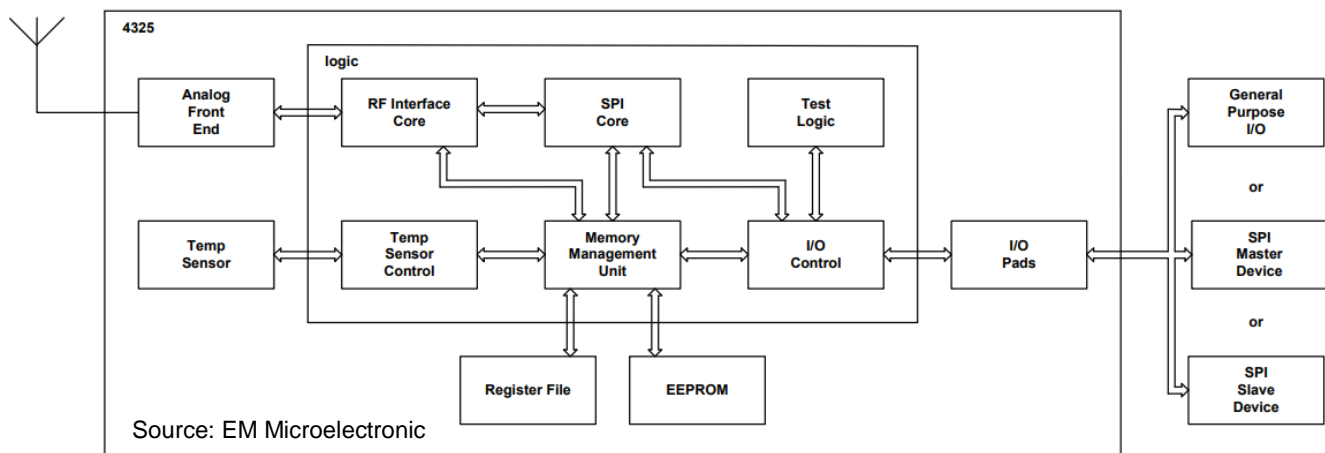 4325
logic
Analog
Front
End
RF Interface
Core
SPI
Core
Test
Logic
General
Purpose
I/O
or
Temp
Sensor
Temp
Sensor
Control
Memory
Management
Unit
I/O
Control
I/O
Pads
SPI
Master
Device
or
Register File
EEPROM
SPI
Slave
Device
Source: EM Microelectronic